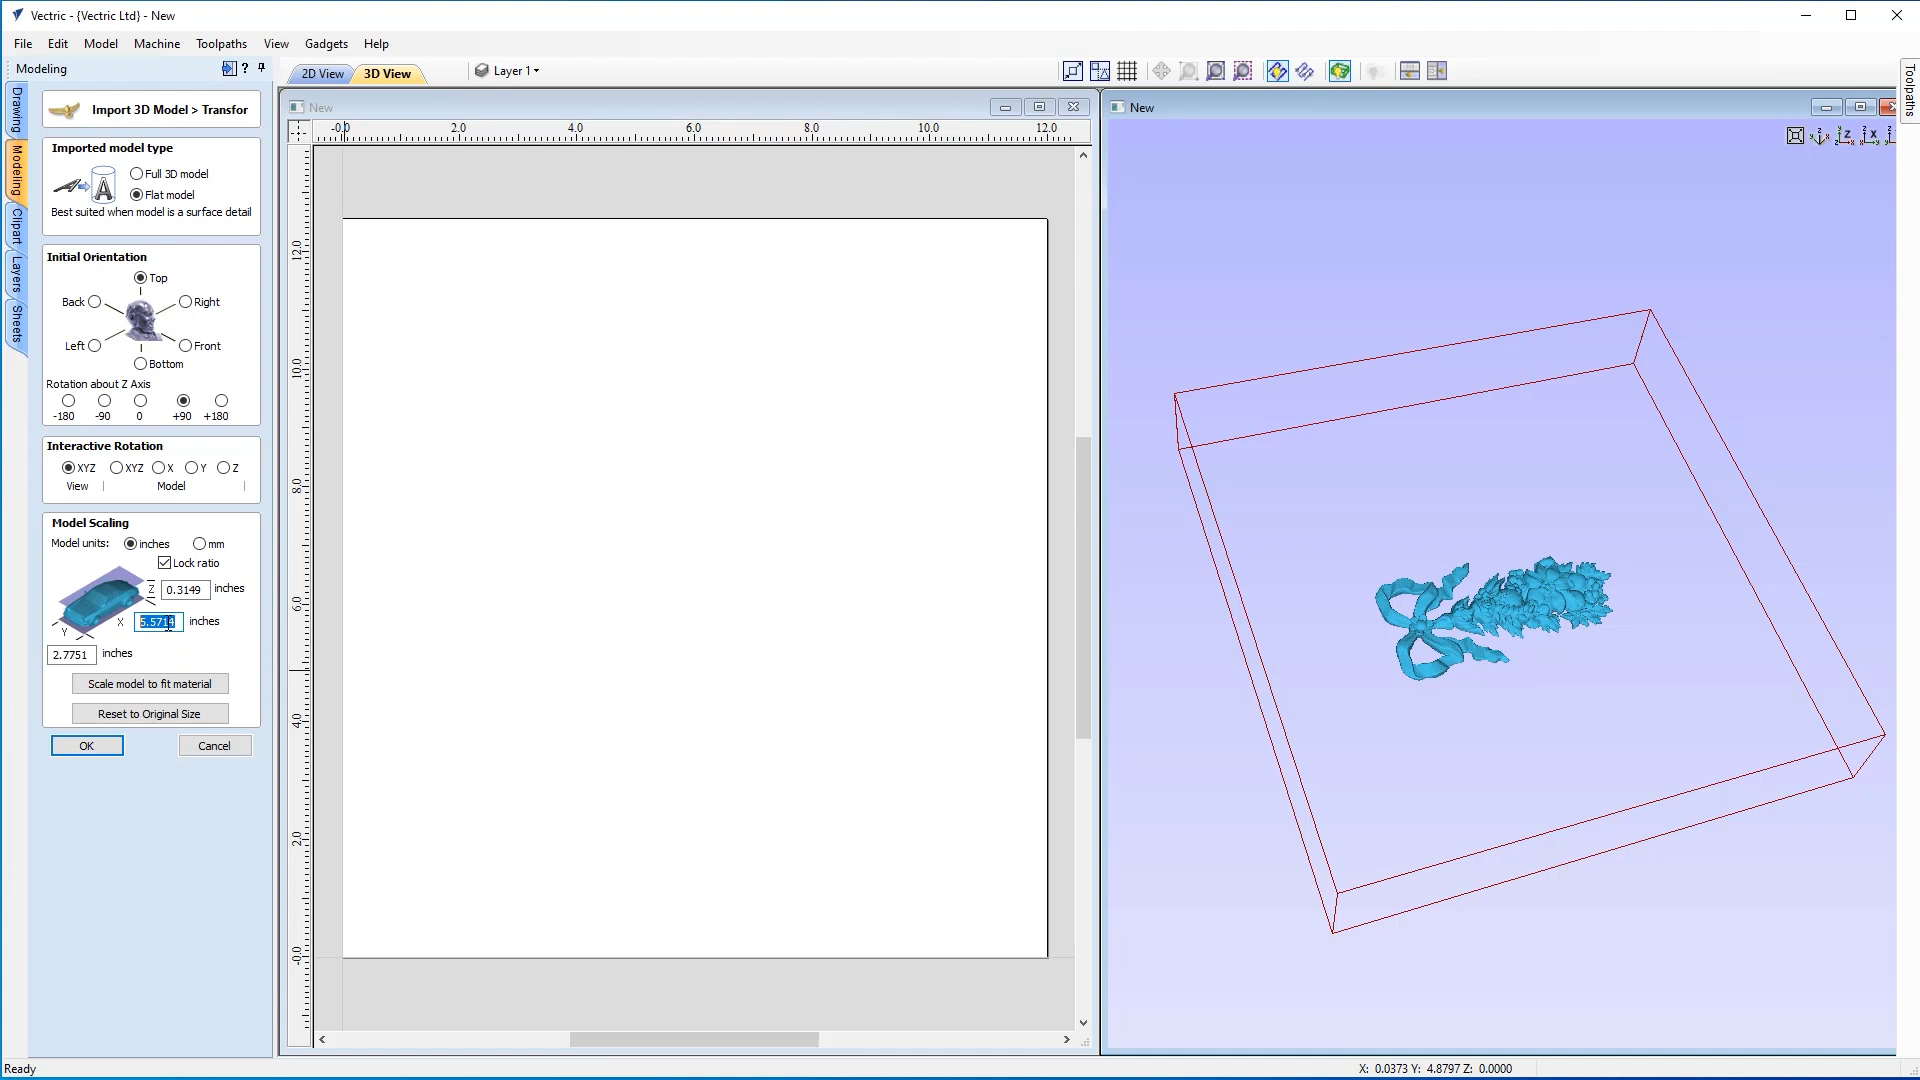 Vectric - {Vectric Ltd} - New
File Edit Model Machine Toolpaths View Gadgets Help
Modeling ?
2D View 3D View Layer 1
Toolpaths
Drawing
Modeling
Clipart
Layers
Sheets
Import 3D Model > Transfor
Imported model type
Full 3D model
Flat model
Best suited when model is a surface detail
Initial Orientation
Top
Back Right
Left Front
Bottom
Rotation about Z Axis
-180 -90 0 +90 +180
Interactive Rotation
XYZ XYZ X Y Z
View | Model |
Model Scaling
Model units: inches mm
Lock ratio
Z 0.3149 inches
X 5.5714 inches
Y
2.7751 inches
Scale model to fit material
Reset to Original Size
OK Cancel
New
-0.0 2.0 4.0 6.0 8.0 10.0 12.0
12.0
10.0
8.0
6.0
4.0
2.0
-0.0
New
Ready
X: 0.0373 Y: 4.8797 Z: 0.0000